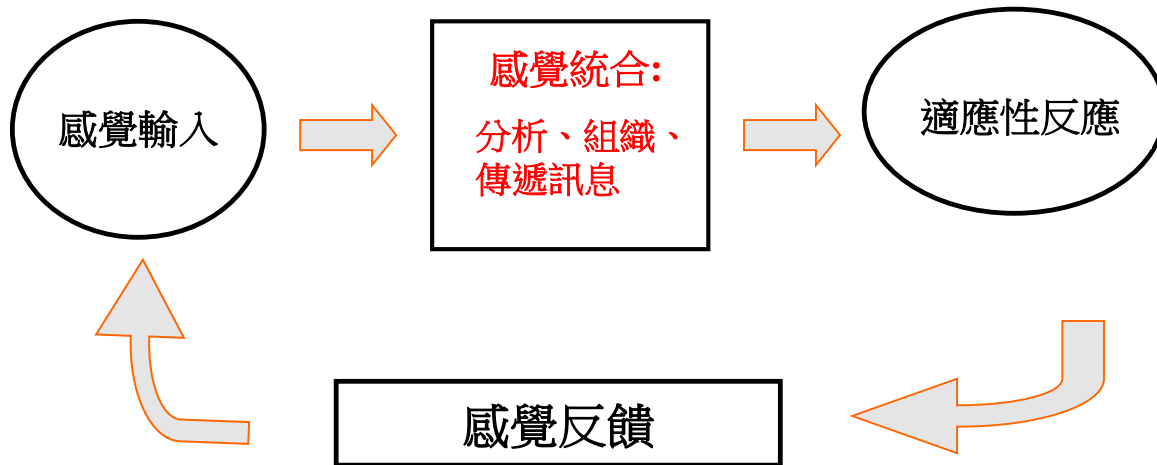 感覺輸入
感覺統合:
分析、組織、
傳遞訊息
適應性反應
感覺反饋